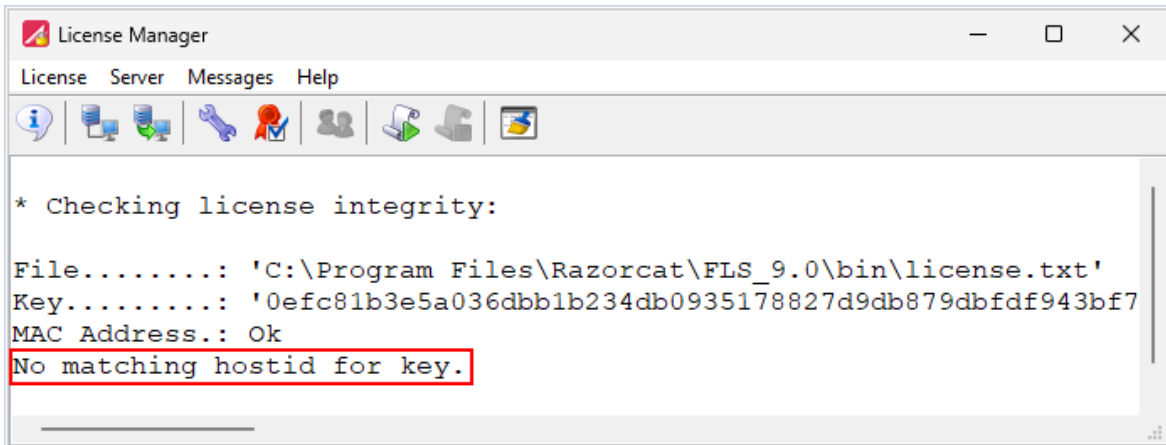 License Manager
License Server Messages Help
* Checking license integrity:
File........: 'C:\Program Files\Razorcat\FLS_9.0\bin\license.txt'
Key.........: '0efc81b3e5a036dbb1b234db0935178827d9db879dbfdf943bf7
MAC Address.: Ok
No matching hostid for key.